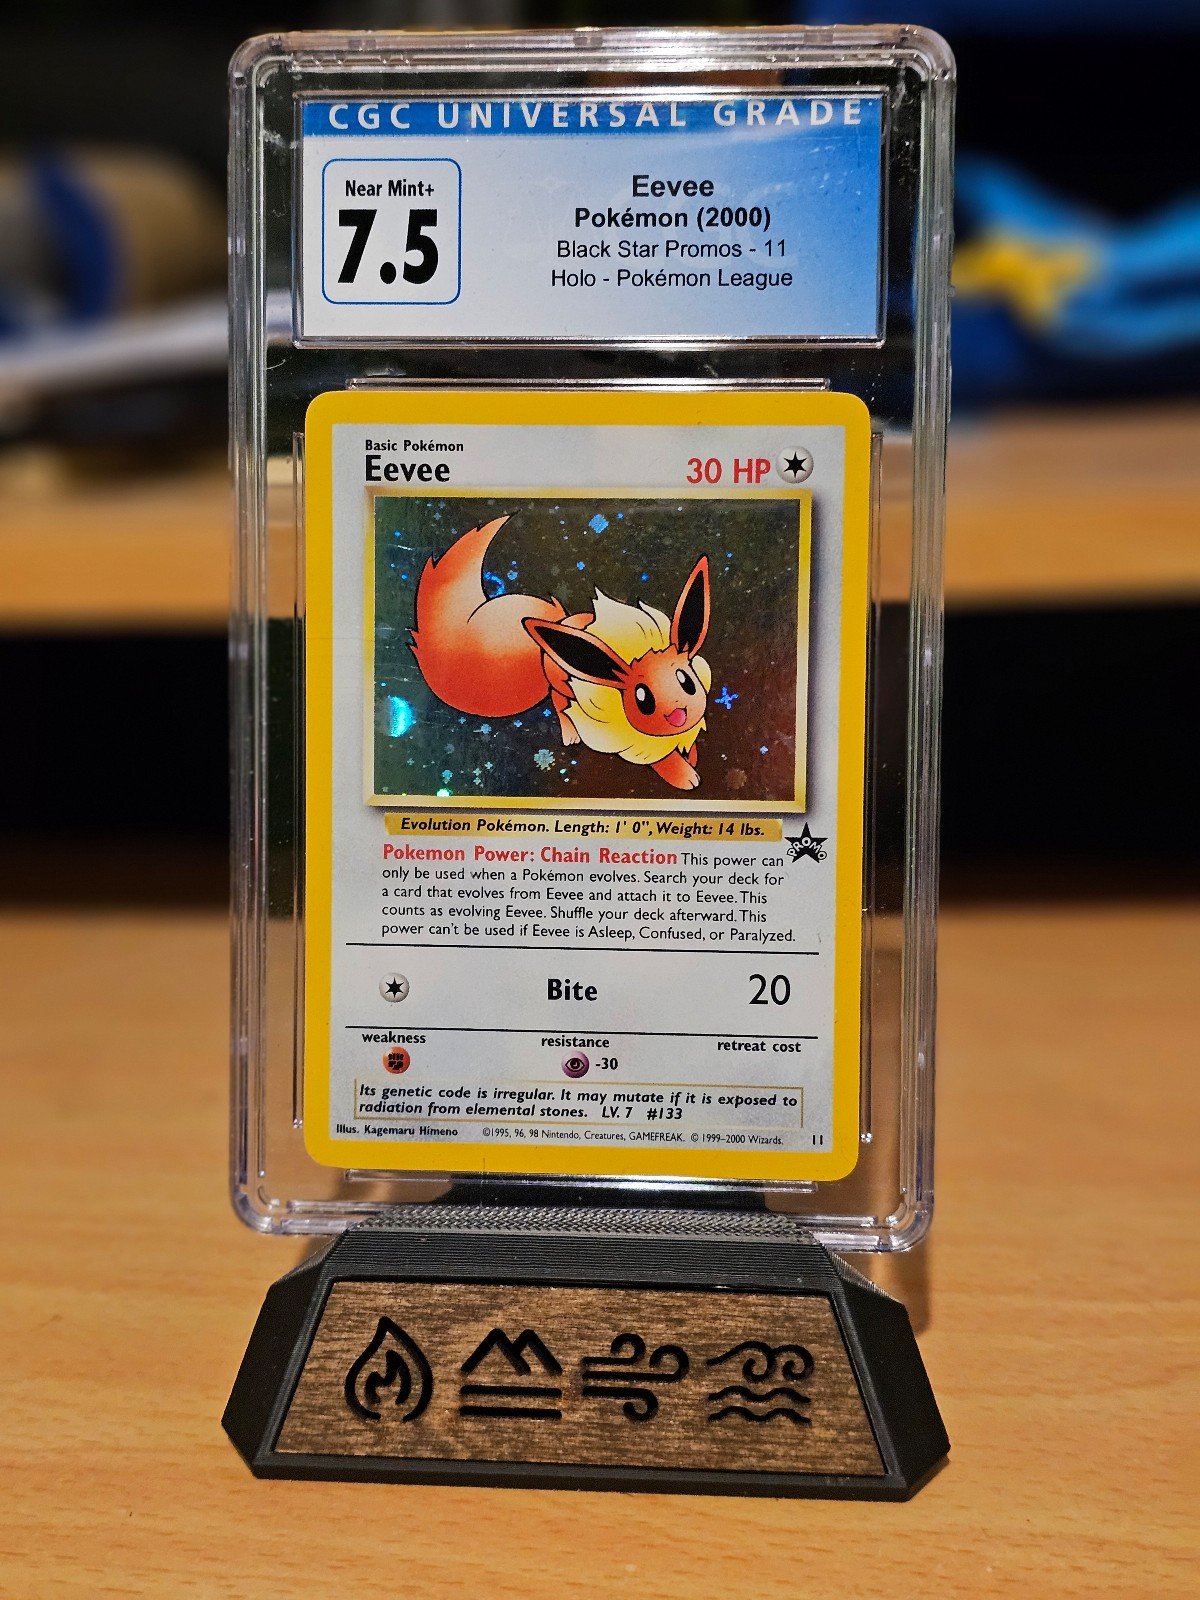 CGC UNIVERSAL GRADE
Near Mint+
7.5
Eevee
Pokémon (2000)
Black Star Promos - 11
Holo - Pokémon League
Basic Pokémon
Eevee
30 HP
Evolution Pokémon. Length: 1' 0", Weight: 14 lbs.
PROMO
Pokemon Power: Chain Reaction This power can
only be used when a Pokémon evolves. Search your deck for
a card that evolves from Eevee and attach it to Eevee. This
counts as evolving Eevee. Shuffle your deck afterward. This
power can't be used if Eevee is Asleep, Confused, or Paralyzed.
Bite 20
weakness
resistance
retreat cost
-30
Its genetic code is irregular. It may mutate if it is exposed to
radiation from elemental stones. LV. 7 #133
Illus. Kagemaru Himeno ©1995, 96, 98 Nintendo, Creatures, GAMEFREAK. © 1999-2000 Wizards. 11